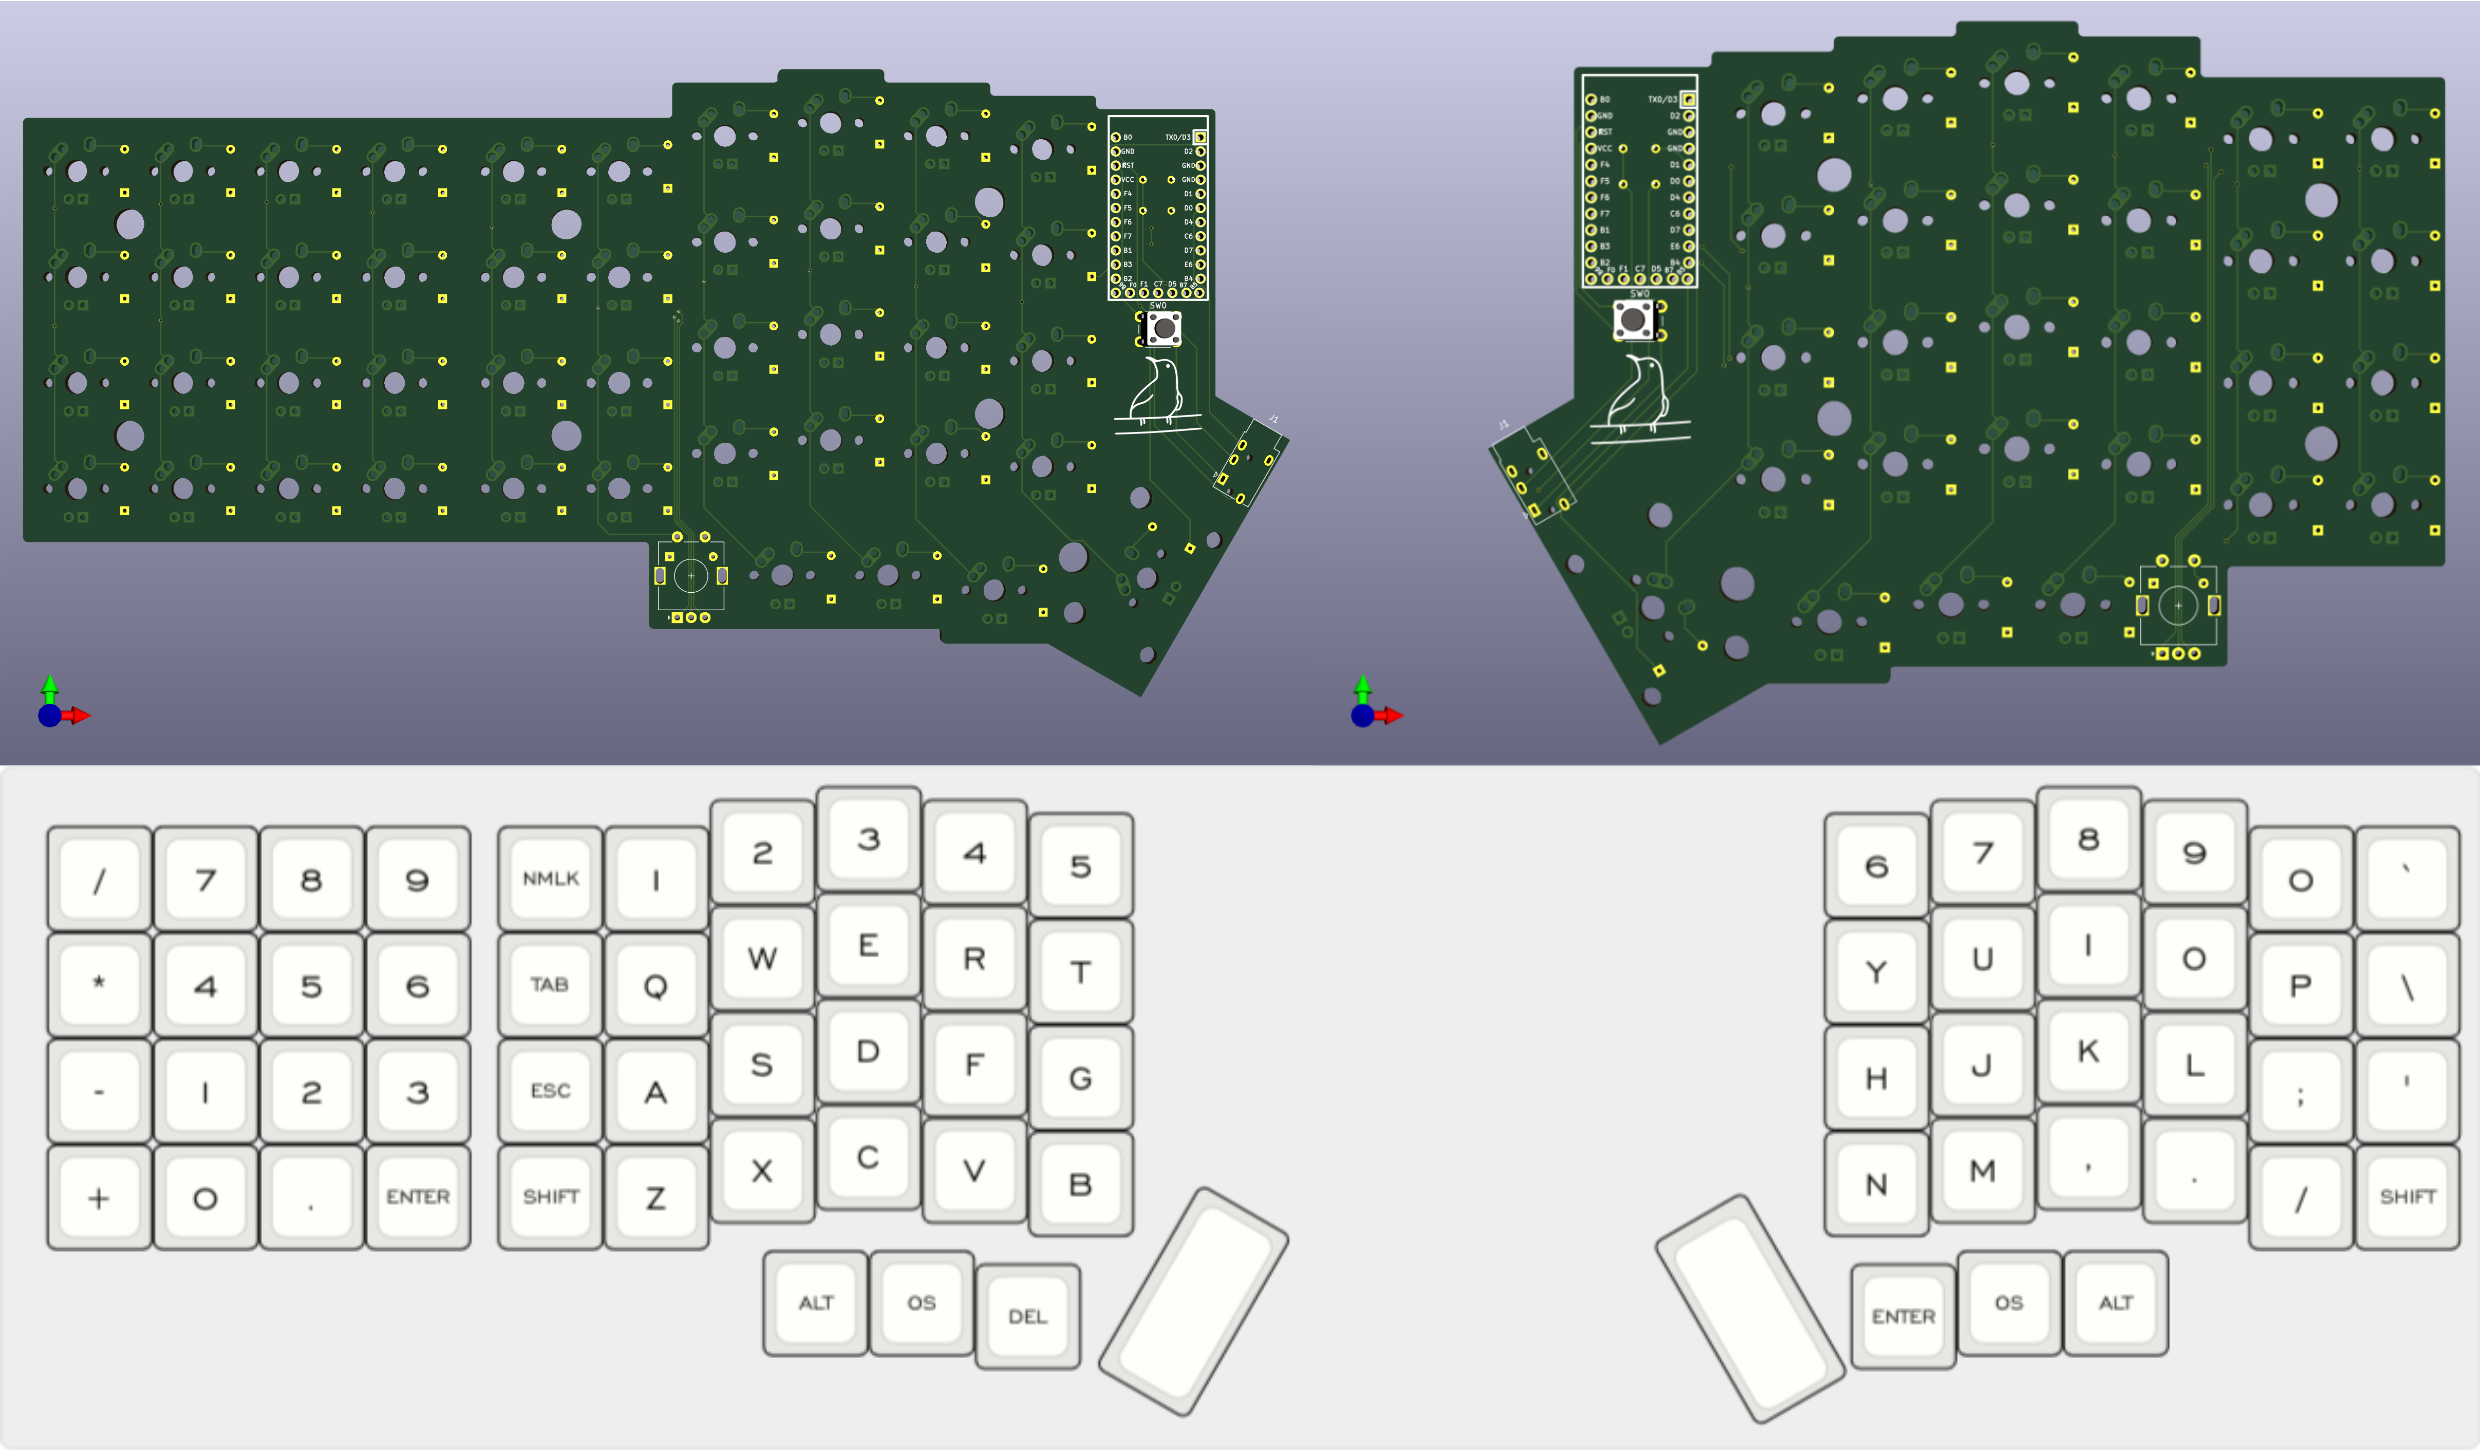 B0 TX0/D3
GND D2
RST GND
VCC GND
F4 D1
F5 D0
F6 D4
F7 C6
B1 D7
B3 E6
B2 B4
F0 F1 C7 D5 B7
SW0
J1
B0 TX0/D3
GND D2
RST GND
VCC GND
F4 D1
F5 D0
F6 D4
F7 C6
B1 D7
B3 E6
B2 B4
F0 F1 C7 D5 B7
SW0
J1
/ 7 8 9 NMLK 1 2 3 4 5
* 4 5 6 TAB Q W E R T
- 1 2 3 ESC A S D F G
+ 0 . ENTER SHIFT Z X C V B
ALT OS DEL
6 7 8 9 0 `
Y U I O P \
H J K L ; '
N M , . / SHIFT
ENTER OS ALT